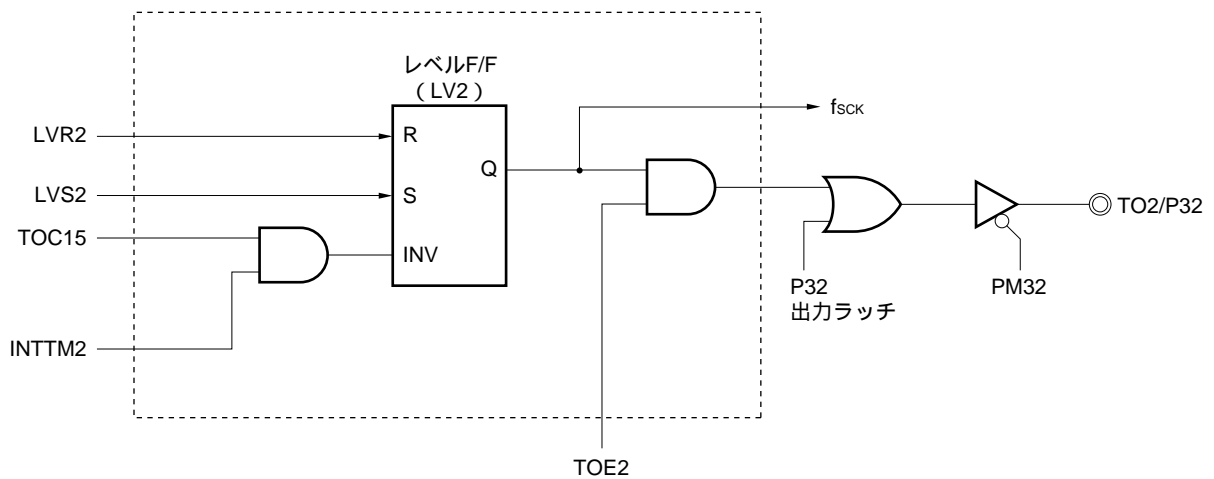 レベルF/F
( LV2 )
fSCK
LVR2
R
Q
LVS2
S
TO2/P32
TOC15
INV
P32
出力ラッチ
PM32
INTTM2
TOE2